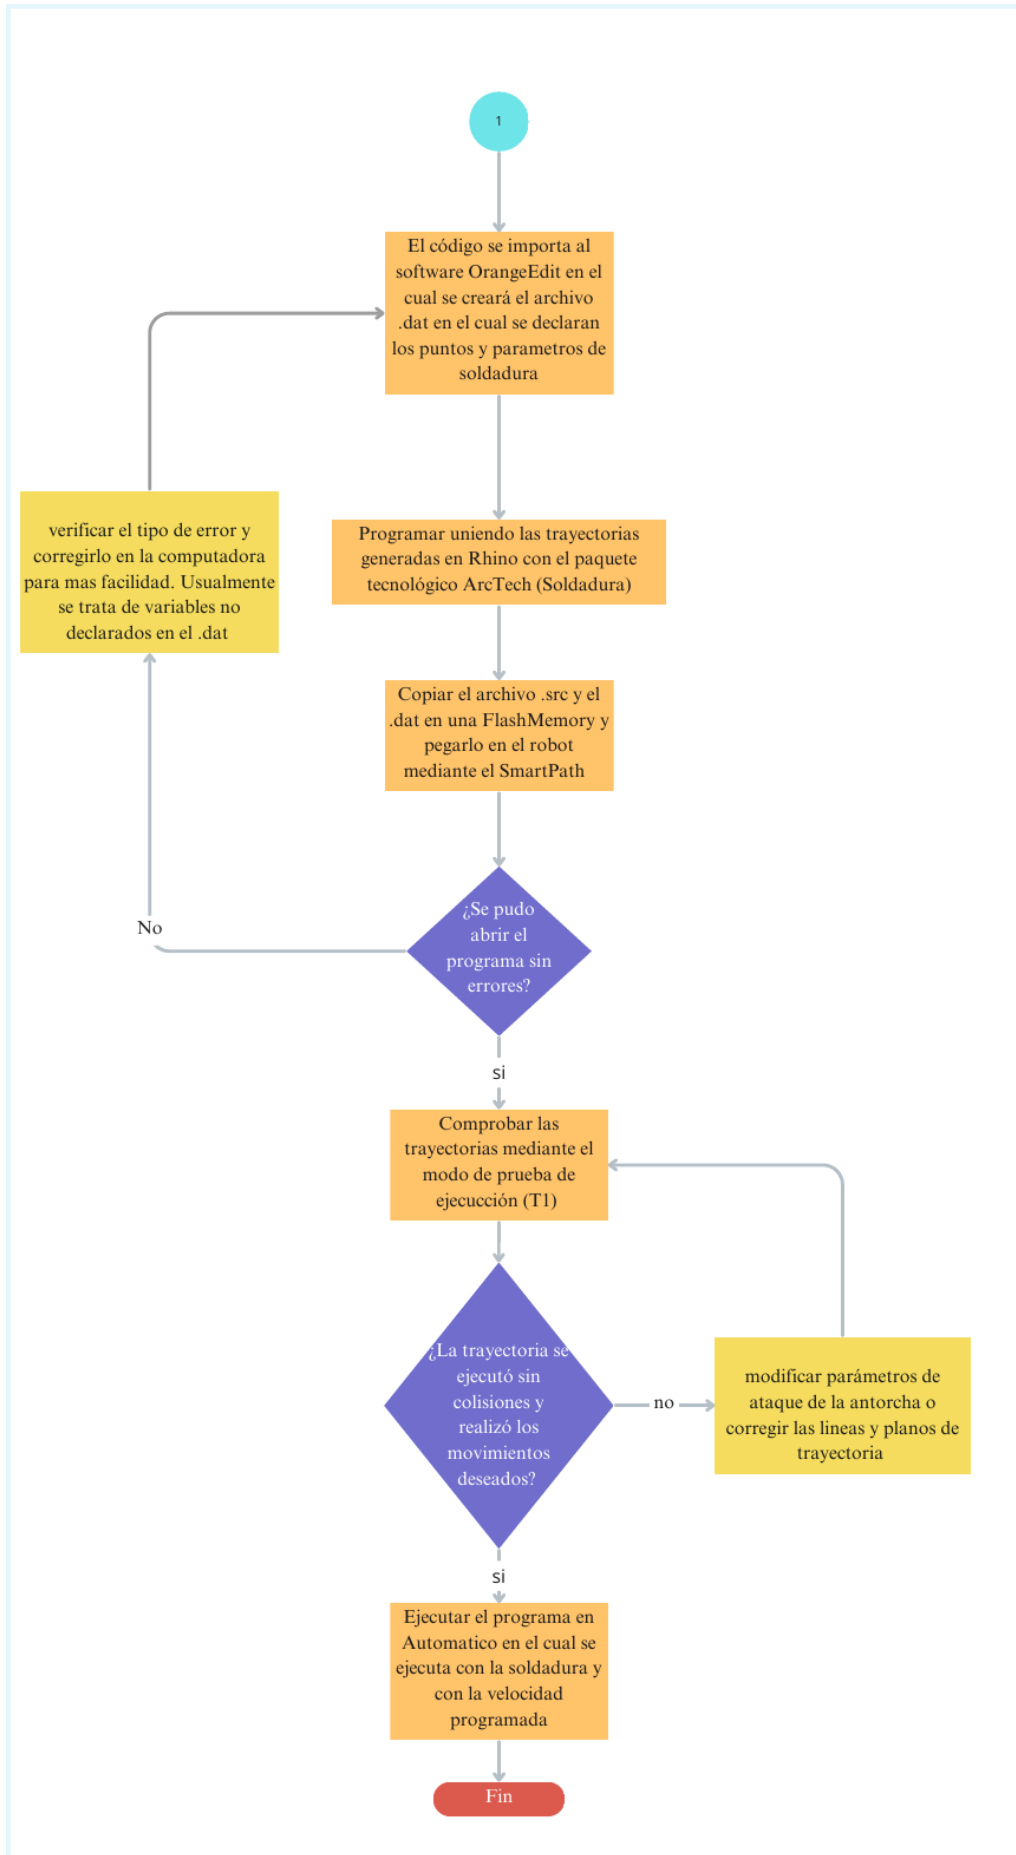 1
El código se importa al
software OrangeEdit en el
cual se creará el archivo
.dat en el cual se declaran
los puntos y parametros de
soldadura
verificar el tipo de error y
corregirlo en la computadora
para mas facilidad. Usualmente
se trata de variables no
declarados en el .dat
Programar uniendo las trayectorias
generadas en Rhino con el paquete
tecnológico ArcTech (Soldadura)
Copiar el archivo .src y el
.dat en una FlashMemory y
pegarlo en el robot
mediante el SmartPath
¿Se pudo
abrir el
programa sin
errores?
No
si
Comprobar las
trayectorias mediante el
modo de prueba de
ejecucción (T1)
¿La trayectoria se
ejecutó sin
colisiones y
realizó los
movimientos
deseados?
no
modificar parámetros de
ataque de la antorcha o
corregir las lineas y planos de
trayectoria
si
Ejecutar el programa en
Automatico en el cual se
ejecuta con la soldadura y
con la velocidad
programada
Fin